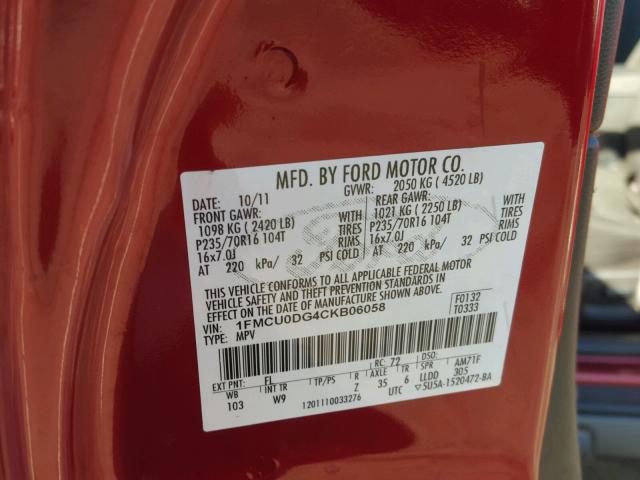 MFD. BY FORD MOTOR CO.
DATE: 10/11 GVWR: 2050 KG ( 4520 LB)
FRONT GAWR: REAR GAWR:
1098 KG ( 2420 LB) WITH 1021 KG ( 2250 LB) WITH
P235/70R16 104T TIRES P235/70R16 104T TIRES
16x7.0J RIMS 16x7.0J RIMS
AT 220 kPa/ 32 PSI COLD AT 220 kPa/ 32 PSI COLD
THIS VEHICLE CONFORMS TO ALL APPLICABLE FEDERAL MOTOR
VEHICLE SAFETY AND THEFT PREVENTION STANDARDS IN
EFFECT ON THE DATE OF MANUFACTURE SHOWN ABOVE.
VIN: 1FMCU0DG4CKB06058 F0132
TYPE: MPV T0333
EXT PNT: FI RC: 72 DSO:
WB INT TR TP/PS R AXLE TR SPR AM71F
103 W9 Z 35 6 LLDD 305
1201110033276 UTC 5U5A-1520472-BA